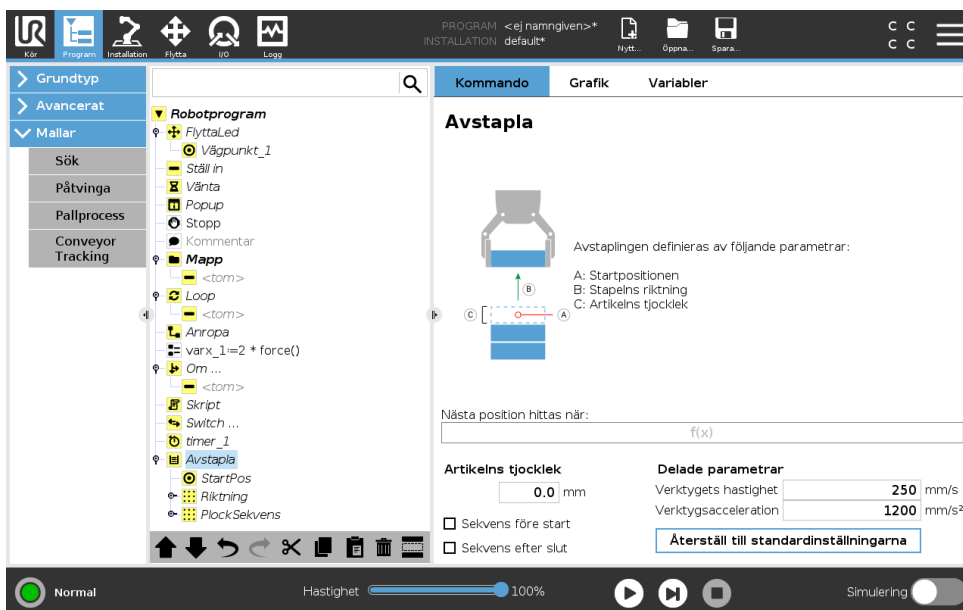 PROGRAM <ej namngiven>*
INSTALLATION default*
UR
Kör
Program
Installation
Flytta
I/O
Logg
Nytt...
Öppna...
Spara...
C C
C C
Grundtyp
Avancerat
Mallar
Sök
Påtvinga
Pallprocess
Conveyor
Tracking
Robotprogram
FlyttaLed
Vägpunkt_1
Ställ in
Vänta
Popup
Stopp
Kommentar
Mapp
<tom>
Loop
<tom>
Anropa
varx_1:=2 * force()
Om ...
<tom>
Skript
Switch ...
timer_1
Avstapla
StartPos
Riktning
PlockSekvens
Kommando
Grafik
Variabler
Avstapla
B
C
A
Avstaplingen definieras av följande parametrar:
A: Startpositionen
B: Stapelns riktning
C: Artikelns tjocklek
Nästa position hittas när:
f(x)
Artikelns tjocklek
0.0 mm
Sekvens före start
Sekvens efter slut
Delade parametrar
Verktygets hastighet 250 mm/s
Verktygsacceleration 1200 mm/s²
Återställ till standardinställningarna
Normal
Hastighet
100%
Simulering